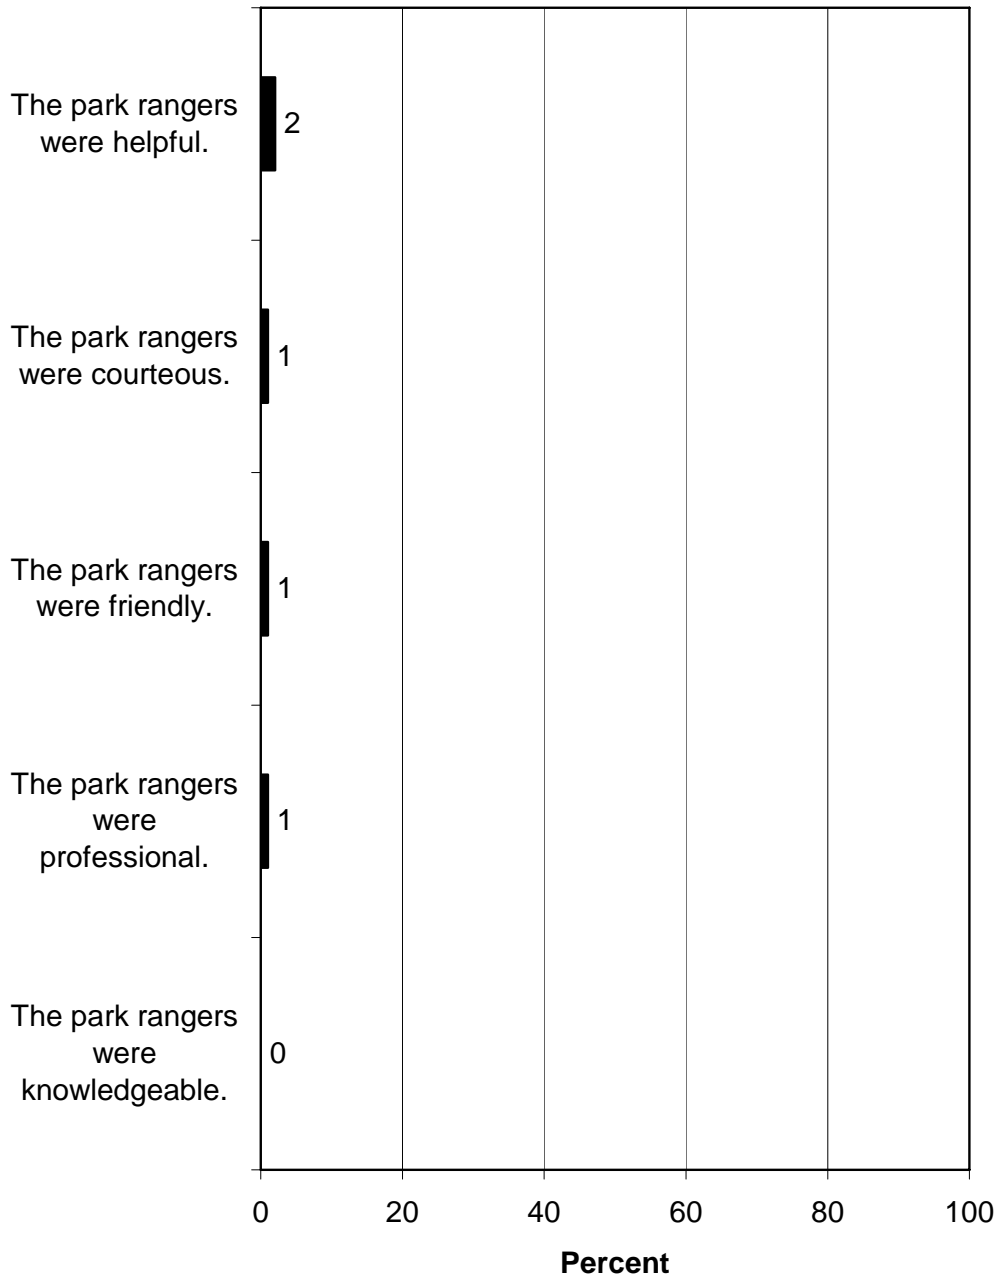 The park rangers
were helpful.
2
The park rangers
were courteous.
1
The park rangers
were friendly.
1
The park rangers
were
professional.
1
The park rangers
were
knowledgeable.
0
0 20 40 60 80 100
Percent